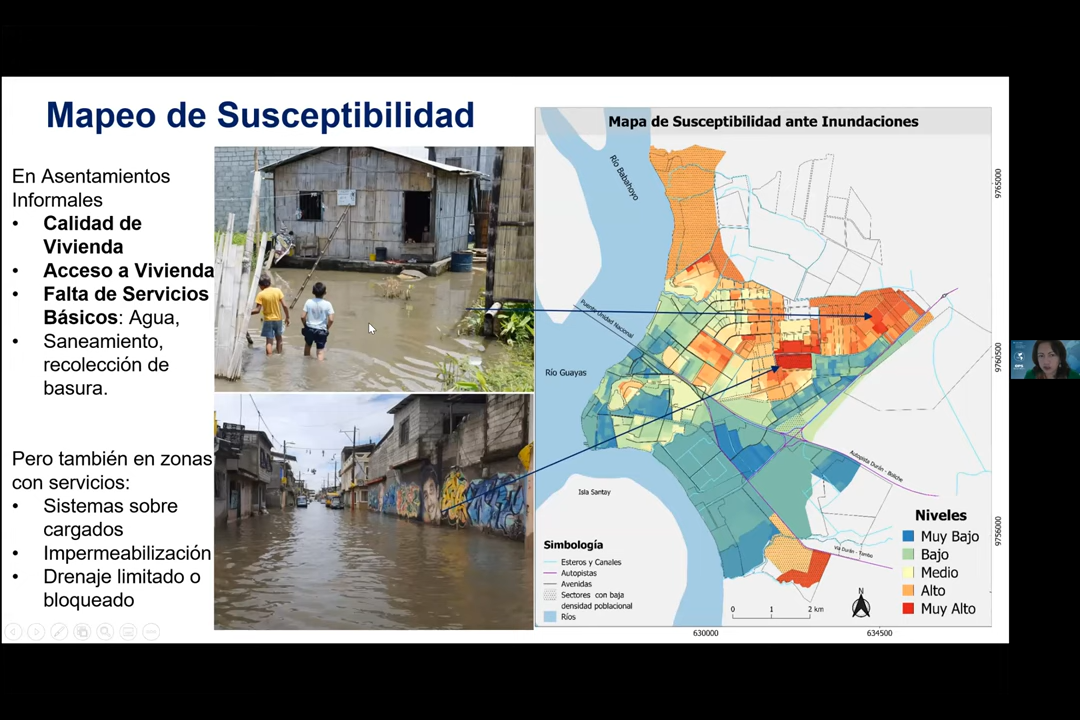 Mapeo de Susceptibilidad
En Asentamientos
Informales
• Calidad de
Vivienda
• Acceso a Vivienda
• Falta de Servicios
Básicos: Agua,
• Saneamiento,
recolección de
basura.
Pero también en zonas
con servicios:
• Sistemas sobre
cargados
• Impermeabilización
• Drenaje limitado o
bloqueado
Mapa de Susceptibilidad ante Inundaciones
Río Babahoyo
Puente Unidad Nacional
Río Guayas
Isla Santay
Autopista Durán - Boliche
Vía Durán - Tambo
9765000
9760500
9756000
Simbología
Esteros y Canales
Autopistas
Avenidas
Sectores con baja
densidad poblacional
Ríos
0 1 2 km
N
Niveles
Muy Bajo
Bajo
Medio
Alto
Muy Alto
630000
634500